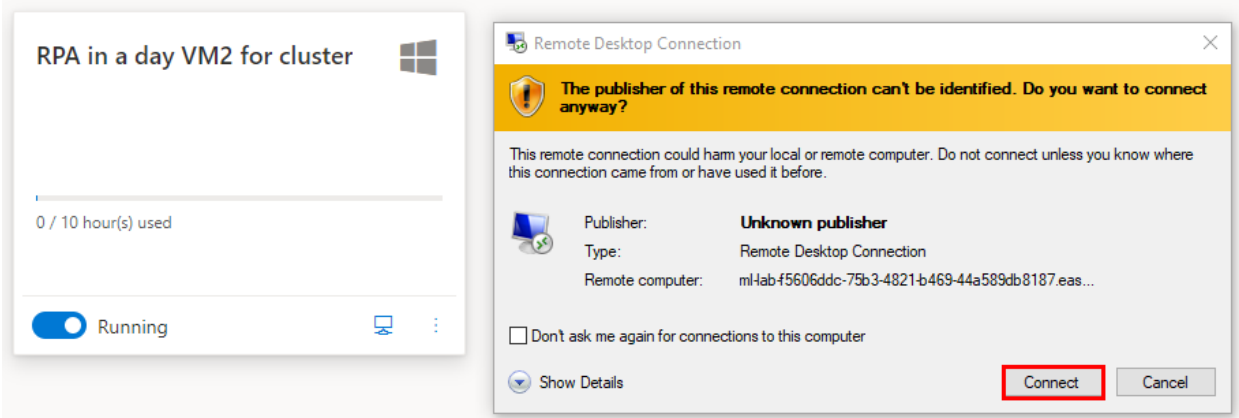 RPA in a day VM2 for cluster
0 / 10 hour(s) used
Running
Remote Desktop Connection
The publisher of this remote connection can't be identified. Do you want to connect
anyway?
This remote connection could harm your local or remote computer. Do not connect unless you know where
this connection came from or have used it before.
Publisher: Unknown publisher
Type: Remote Desktop Connection
Remote computer: ml-lab-f5606ddc-75b3-4821-b469-44a589db8187.eas...
Don't ask me again for connections to this computer
Show Details Connect Cancel